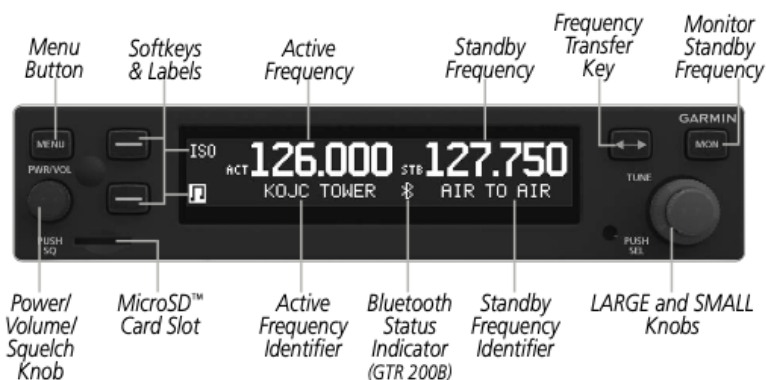 Menu
Button
Softkeys
& Labels
Active
Frequency
Standby
Frequency
Frequency
Transfer
Key
Monitor
Standby
Frequency
GARMIN
MENU
MON
PWR/VOL
TUNE
ISO
ACT 126.000 STB 127.750
KOJC TOWER AIR TO AIR
PUSH
SQ
PUSH
SEL
Power/
Volume/
Squelch
Knob
MicroSD™
Card Slot
Active
Frequency
Identifier
Bluetooth
Status
Indicator
(GTR 200B)
Standby
Frequency
Identifier
LARGE and SMALL
Knobs